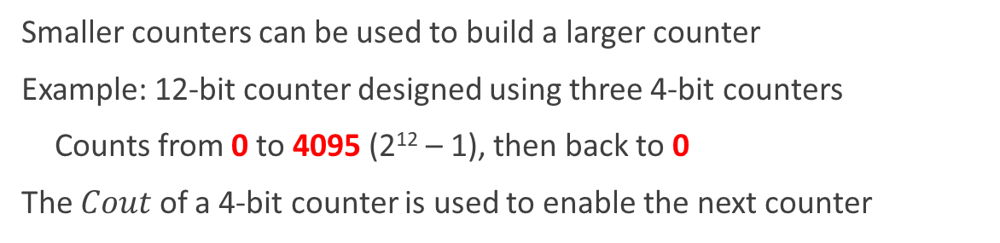 Smaller counters can be used to build a larger counter
Example: 12-bit counter designed using three 4-bit counters
Counts from 0 to 4095 (2¹² – 1), then back to 0
The 𝐶𝑜𝑢𝑡 of a 4-bit counter is used to enable the next counter